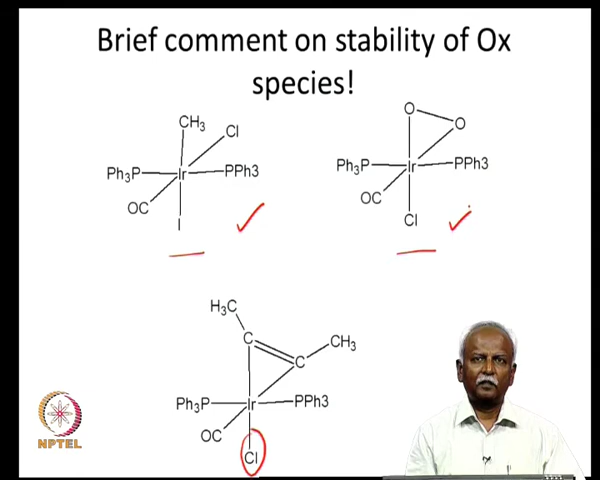 Brief comment on stability of Ox
species!
CH3
Cl
Ph3P
Ir
PPh3
OC
I
O
O
Ph3P
Ir
PPh3
OC
Cl
H3C
C
C
CH3
Ph3P
Ir
PPh3
OC
Cl
NPTEL